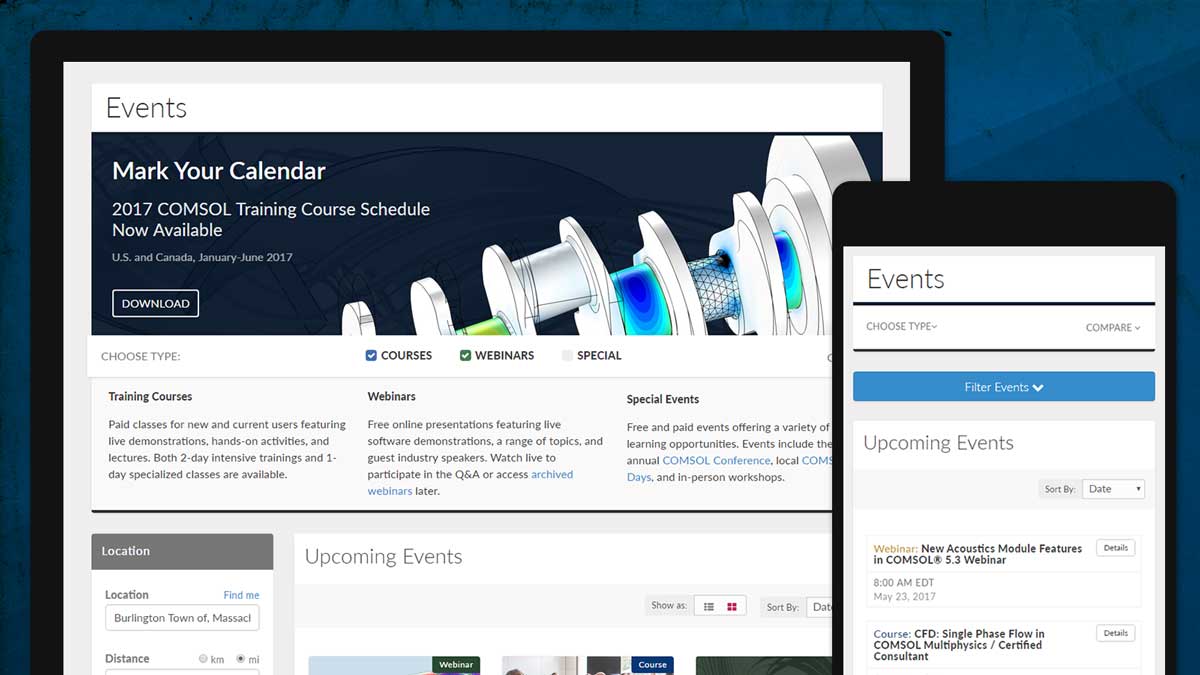 Events
Mark Your Calendar
2017 COMSOL Training Course Schedule
Now Available
U.S. and Canada, January-June 2017
DOWNLOAD
CHOOSE TYPE:
COURSES
WEBINARS
SPECIAL
Training Courses
Paid classes for new and current users featuring
live demonstrations, hands-on activities, and
lectures. Both 2-day intensive trainings and 1-
day specialized classes are available.
Webinars
Free online presentations featuring live
software demonstrations, a range of topics, and
guest industry speakers. Watch live to
participate in the Q&A or access archived
webinars later.
Special Events
Free and paid events offering a variety of
learning opportunities. Events include the
annual COMSOL Conference, local COMS
Days, and in-person workshops.
Location
Location
Find me
Burlington Town of, Massacl
Distance
km
mi
Upcoming Events
Show as:
Sort By:
Dat
Webinar
Course
Events
CHOOSE TYPE
COMPARE
Filter Events
Upcoming Events
Sort By:
Date
Webinar: New Acoustics Module Features
in COMSOL® 5.3 Webinar
Details
8:00 AM EDT
May 23, 2017
Course: CFD: Single Phase Flow in
COMSOL Multiphysics / Certified
Consultant
Details